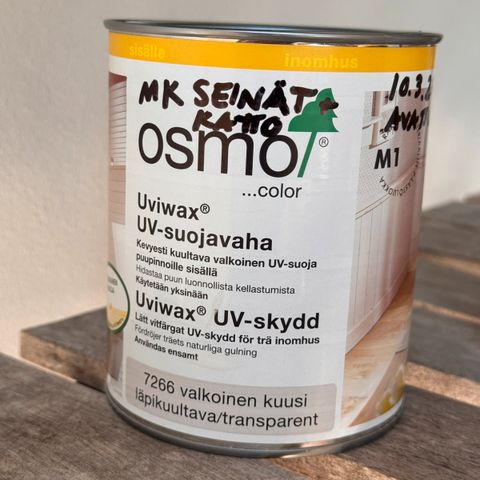 sisälle
inomhus
MK SEINÄT +
KATTO
10.3.2
osmo®
...color
M1
Uviwax®
UV-suojavaha
Kevyesti kuultava valkoinen UV-suoja
puupinnoille sisällä
Hidastaa puun luonnollista kellastumista
Käytetään yksinään
Uviwax® UV-skydd
Lätt vitfärgat UV-skydd för trä inomhus
Fördröjer träets naturliga gulning
Användas ensamt
7266 valkoinen kuusi
läpikuultava/transparent